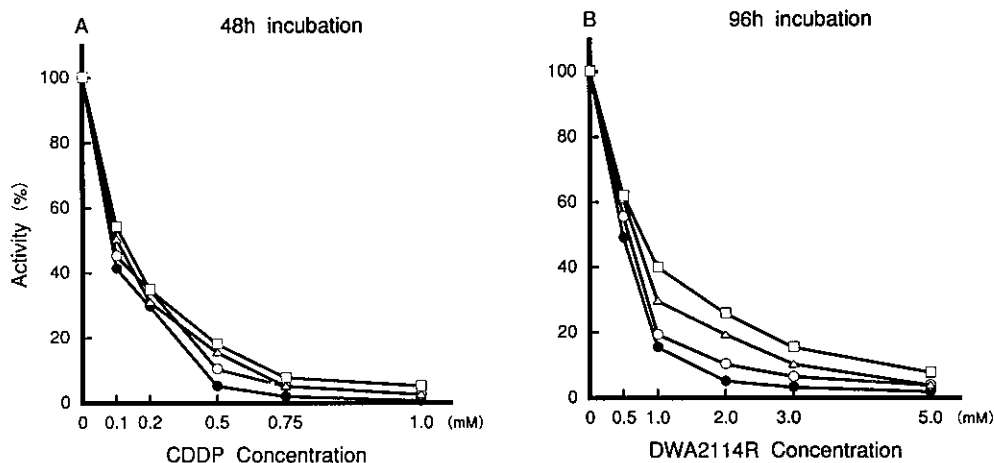 A
48h incubation
Activity (%)
100
80
60
40
20
0
0 0.1 0.2 0.5 0.75 1.0 (mM)
CDDP Concentration
B
96h incubation
100
80
60
40
20
0
0 0.5 1.0 2.0 3.0 5.0 (mM)
DWA2114R Concentration